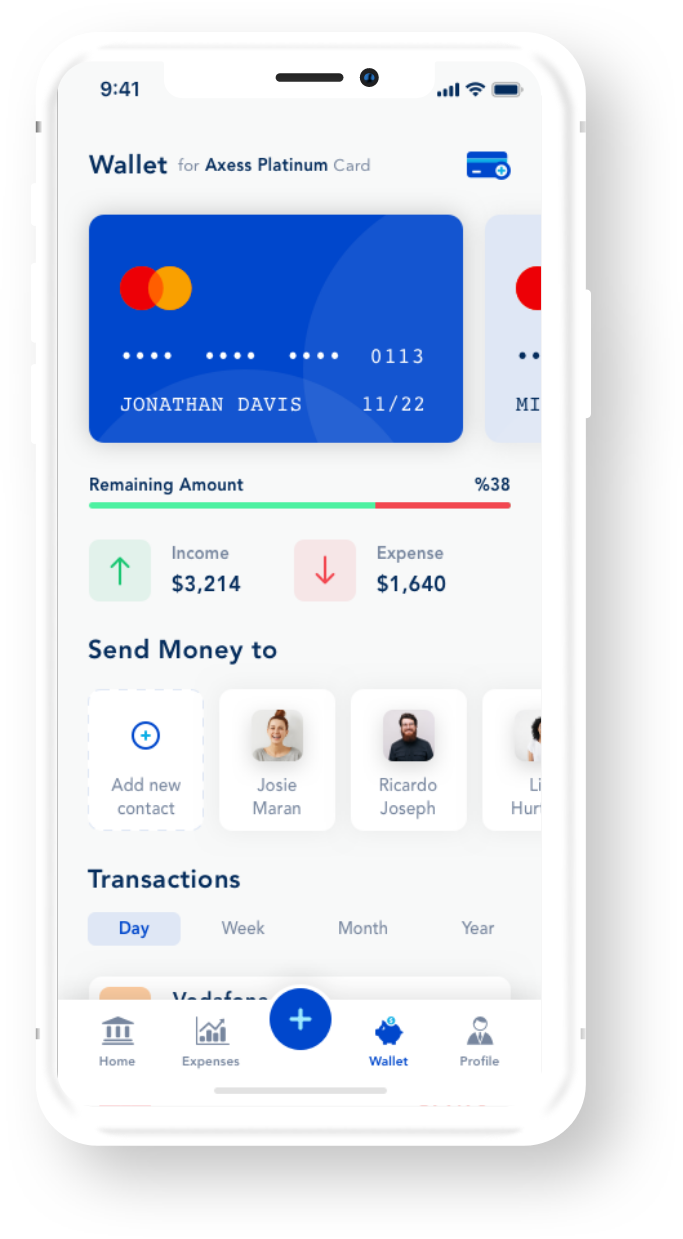 9:41
Wallet for Axess Platinum Card
•••• •••• •••• 0113
JONATHAN DAVIS 11/22
MI
Remaining Amount %38
Income
$3,214
Expense
$1,640
Send Money to
Add new
contact
Josie
Maran
Ricardo
Joseph
Li
Hur
Transactions
Day Week Month Year
Vodafone
Home Expenses Wallet Profile